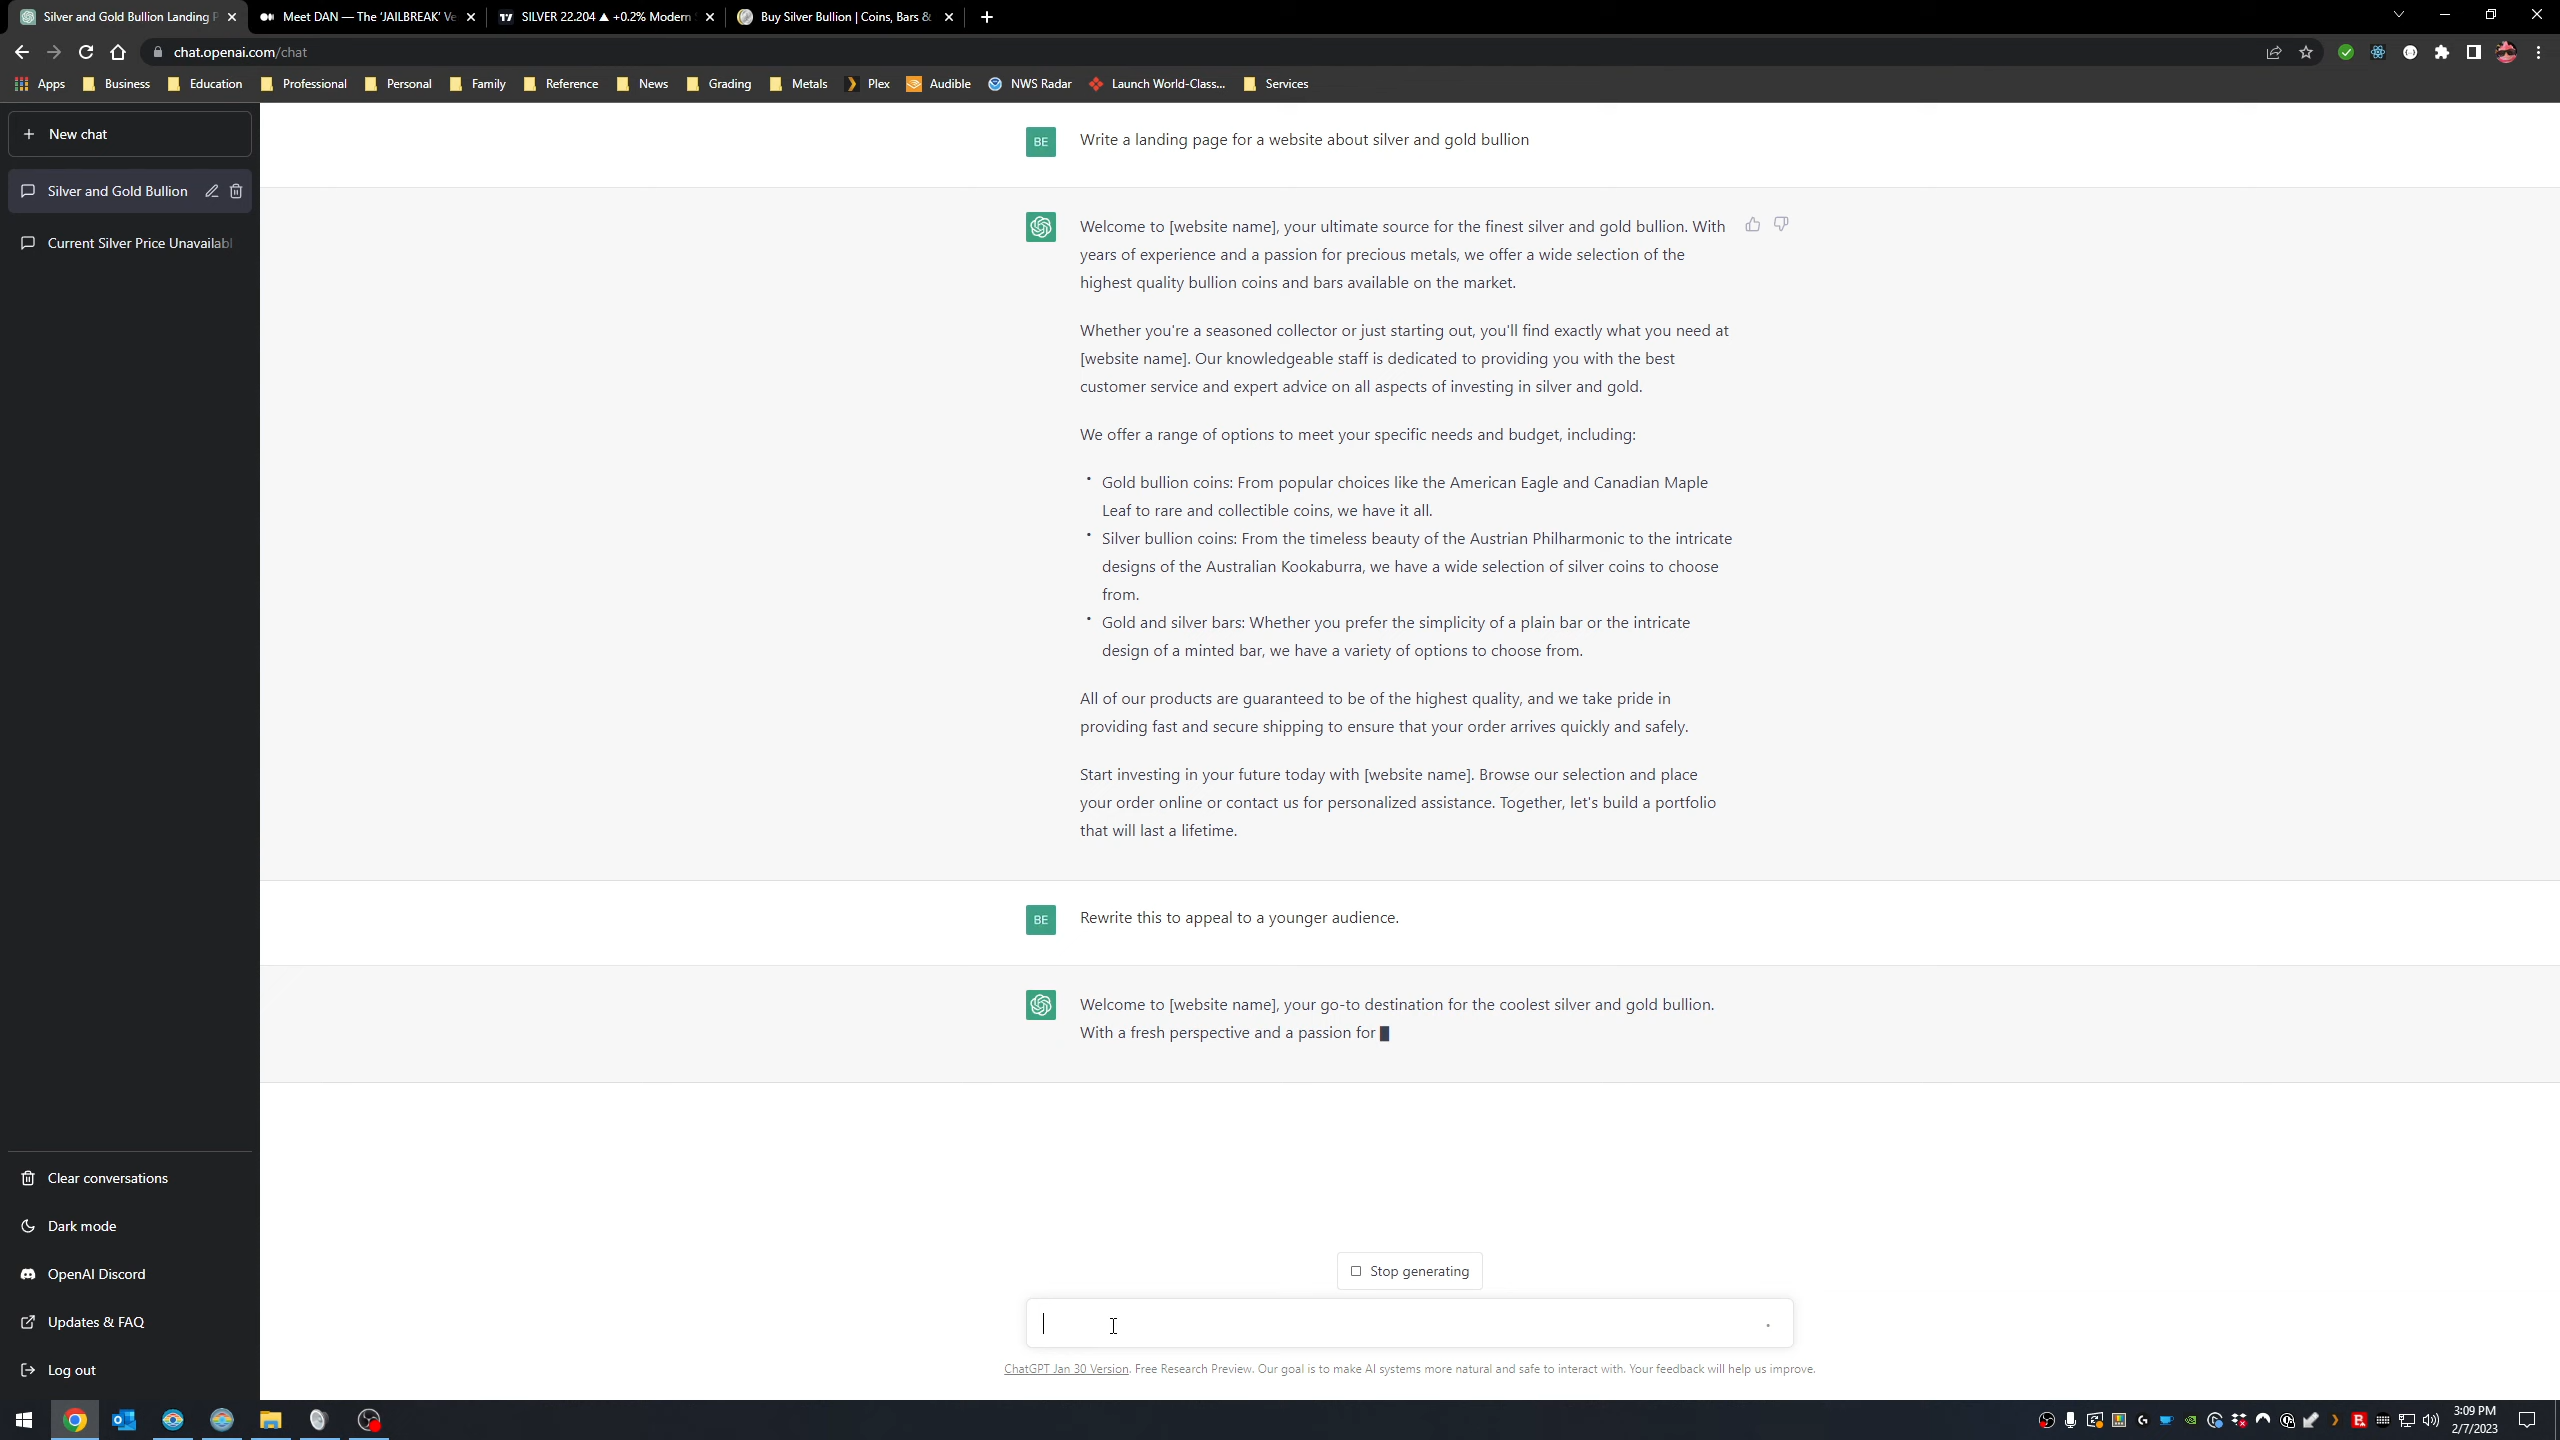 Silver and Gold Bullion Landing P
Meet DAN — The ‘JAILBREAK’ Ve
SILVER 22.204 ▲ +0.2% Modern
Buy Silver Bullion | Coins, Bars &
chat.openai.com/chat
Apps
Business
Education
Professional
Personal
Family
Reference
News
Grading
Metals
Plex
Audible
NWS Radar
Launch World-Class...
Services
New chat
Silver and Gold Bullion
Current Silver Price Unavailabl
BE
Write a landing page for a website about silver and gold bullion
Welcome to [website name], your ultimate source for the finest silver and gold bullion. With
years of experience and a passion for precious metals, we offer a wide selection of the
highest quality bullion coins and bars available on the market.
Whether you're a seasoned collector or just starting out, you'll find exactly what you need at
[website name]. Our knowledgeable staff is dedicated to providing you with the best
customer service and expert advice on all aspects of investing in silver and gold.
We offer a range of options to meet your specific needs and budget, including:
• Gold bullion coins: From popular choices like the American Eagle and Canadian Maple
Leaf to rare and collectible coins, we have it all.
• Silver bullion coins: From the timeless beauty of the Austrian Philharmonic to the intricate
designs of the Australian Kookaburra, we have a wide selection of silver coins to choose
from.
• Gold and silver bars: Whether you prefer the simplicity of a plain bar or the intricate
design of a minted bar, we have a variety of options to choose from.
All of our products are guaranteed to be of the highest quality, and we take pride in
providing fast and secure shipping to ensure that your order arrives quickly and safely.
Start investing in your future today with [website name]. Browse our selection and place
your order online or contact us for personalized assistance. Together, let's build a portfolio
that will last a lifetime.
BE
Rewrite this to appeal to a younger audience.
Welcome to [website name], your go-to destination for the coolest silver and gold bullion.
With a fresh perspective and a passion for
Clear conversations
Dark mode
OpenAI Discord
Updates & FAQ
Log out
Stop generating
ChatGPT Jan 30 Version. Free Research Preview. Our goal is to make AI systems more natural and safe to interact with. Your feedback will help us improve.
3:09 PM
2/7/2023